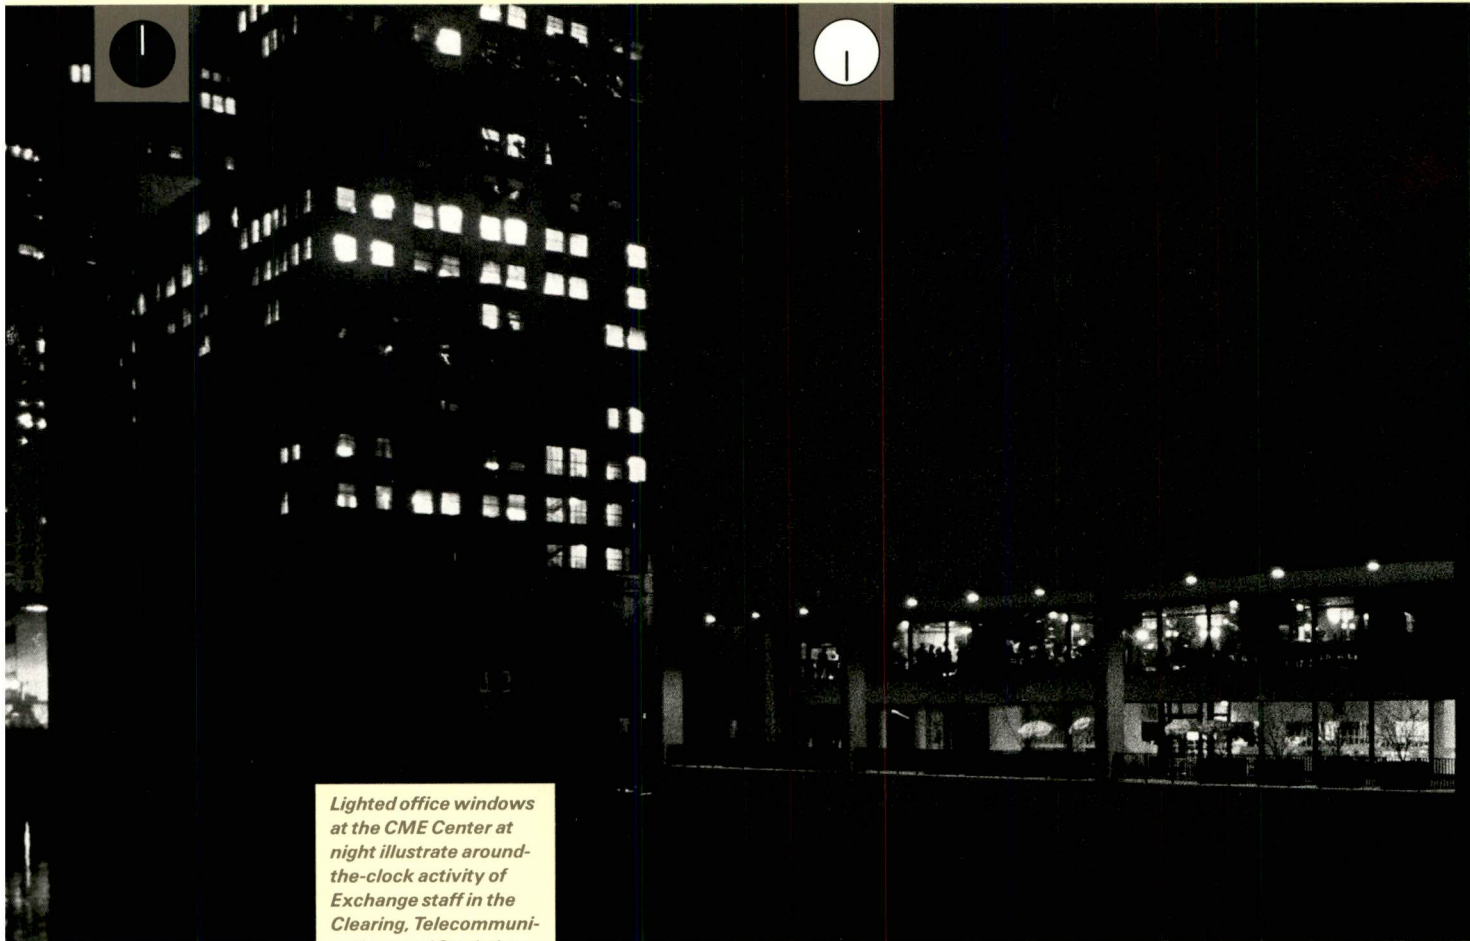 Lighted office windows
at the CME Center at
night illustrate around-
the-clock activity of
Exchange staff in the
Clearing, Telecommuni-